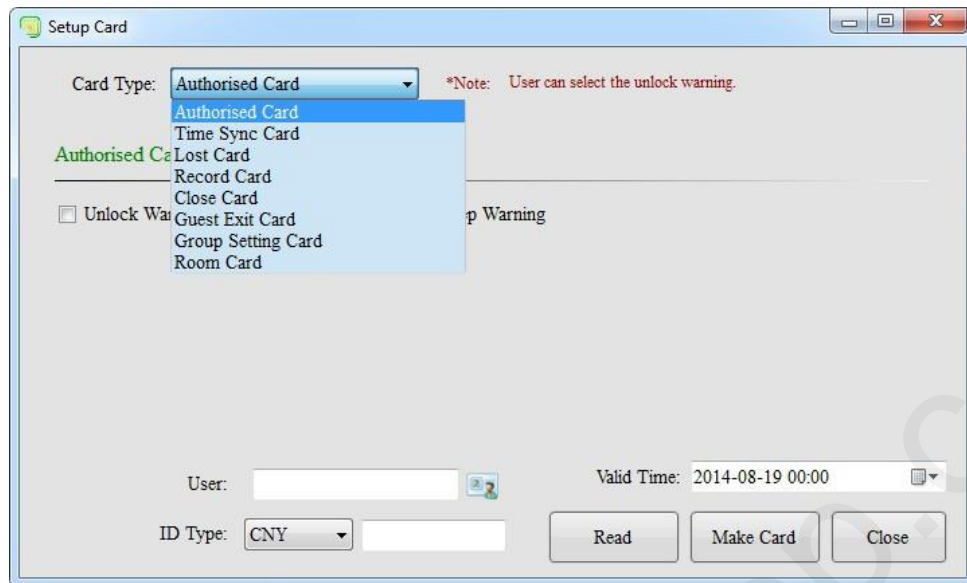 Setup Card
Card Type: Authorised Card *Note: User can select the unlock warning.
Authorised Card
Time Sync Card
Lost Card
Record Card
Close Card
Guest Exit Card
Group Setting Card
Room Card
Authorised
Unlock
Warning
User:
Valid Time: 2014-08-19 00:00
ID Type: CNY
Read Make Card Close